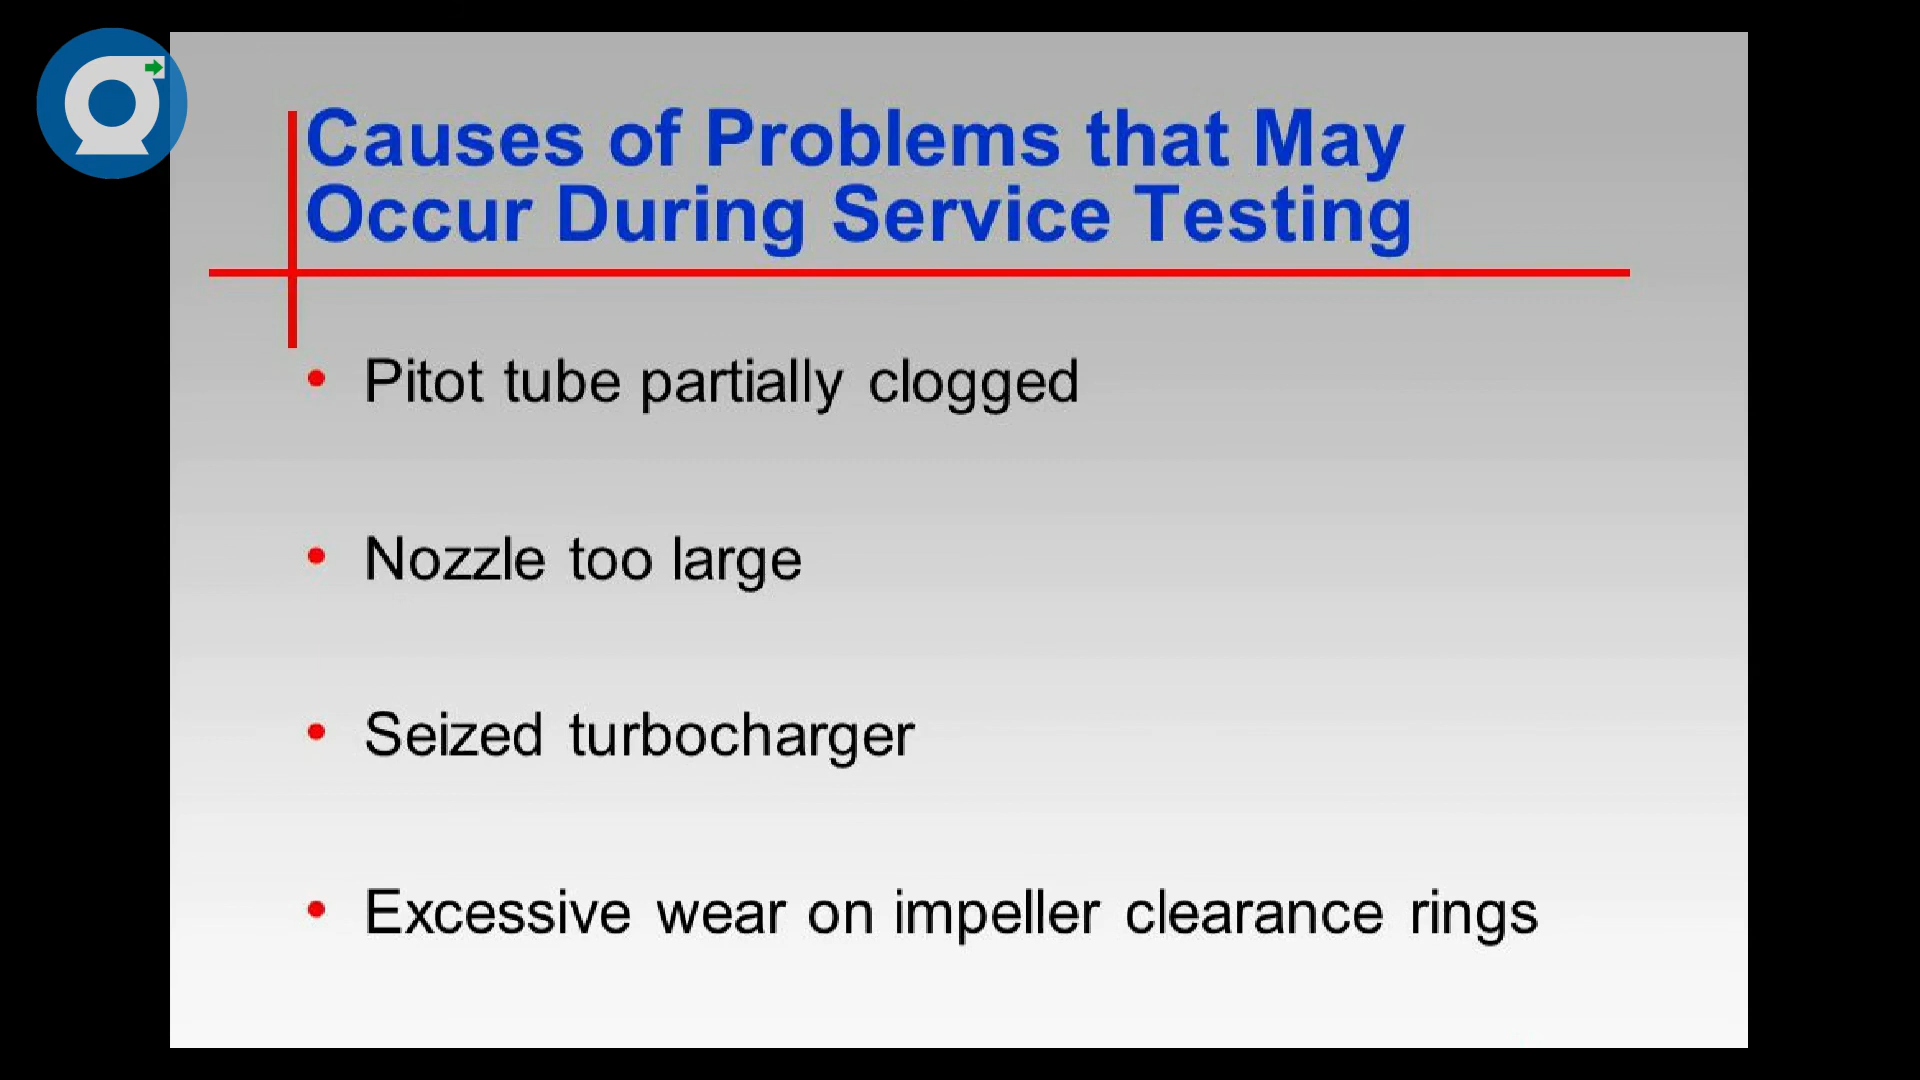 Causes of Problems that May
Occur During Service Testing
• Pitot tube partially clogged
• Nozzle too large
• Seized turbocharger
• Excessive wear on impeller clearance rings